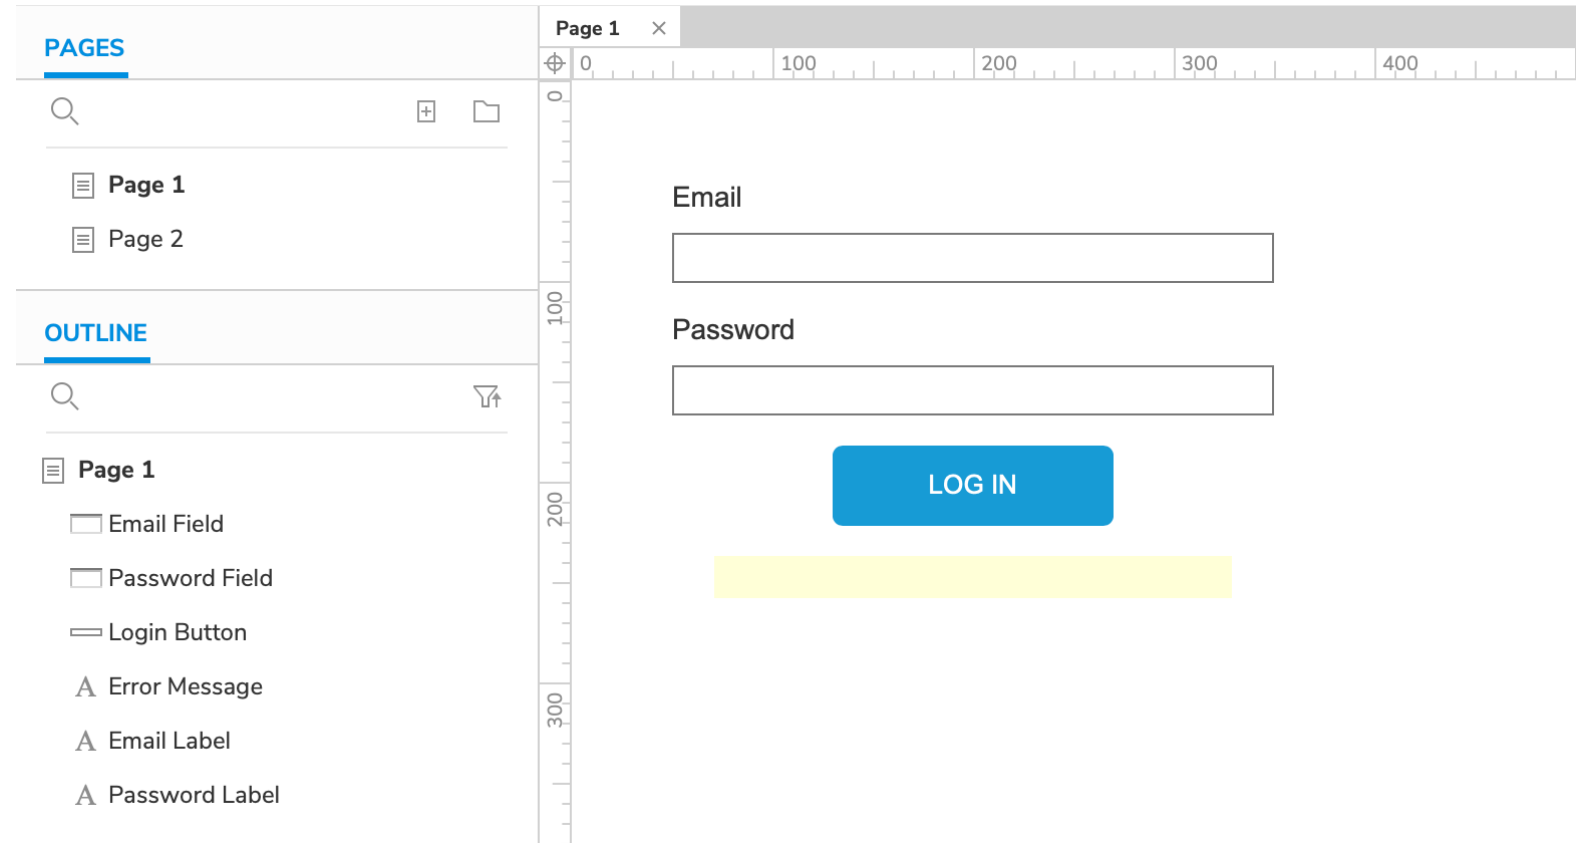 PAGES
Page 1
Page 2
OUTLINE
Page 1
Email Field
Password Field
Login Button
A Error Message
A Email Label
A Password Label
Page 1
0 100 200 300 400
0
100
200
300
Email
Password
LOG IN